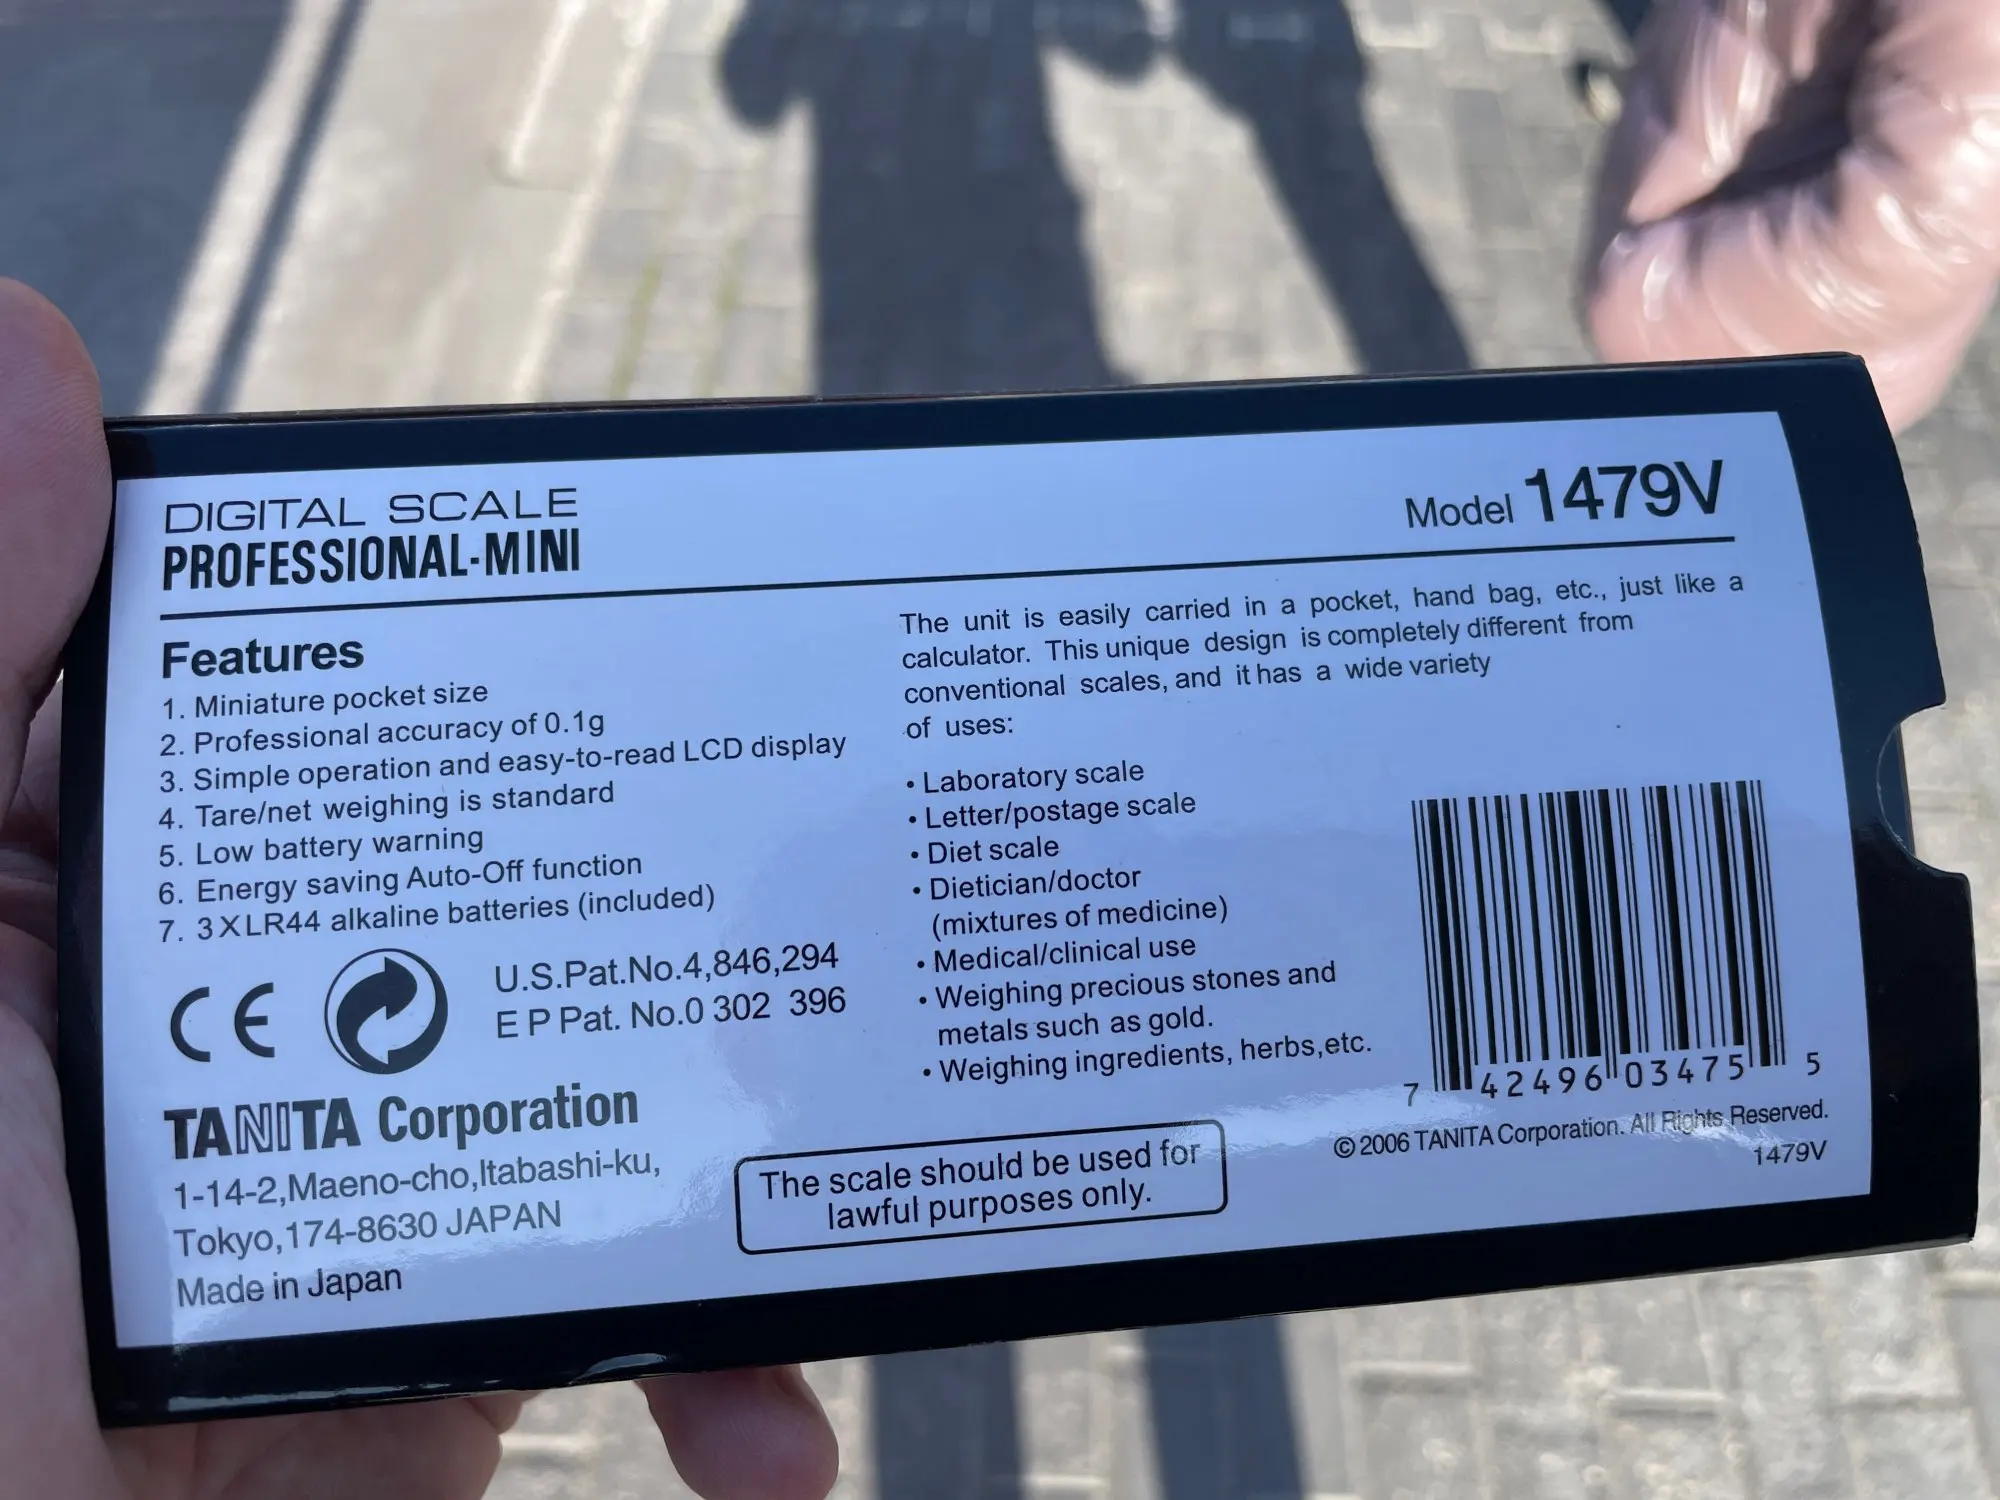 DIGITAL SCALE
PROFESSIONAL-MINI
Model 1479V
Features
1. Miniature pocket size
2. Professional accuracy of 0.1g
3. Simple operation and easy-to-read LCD display
4. Tare/net weighing is standard
5. Low battery warning
6. Energy saving Auto-Off function
7. 3XLR44 alkaline batteries (included)
CE
U.S.Pat.No.4,846,294
E P Pat. No.0 302 396
TANITA Corporation
1-14-2,Maeno-cho,Itabashi-ku,
Tokyo,174-8630 JAPAN
Made in Japan
The unit is easily carried in a pocket, hand bag, etc., just like a
calculator. This unique design is completely different from
conventional scales, and it has a wide variety
of uses:
• Laboratory scale
• Letter/postage scale
• Diet scale
• Dietician/doctor
(mixtures of medicine)
• Medical/clinical use
• Weighing precious stones and
metals such as gold.
• Weighing ingredients, herbs,etc.
The scale should be used for
lawful purposes only.
7 42496 03475 5
© 2006 TANITA Corporation. All Rights Reserved.
1479V